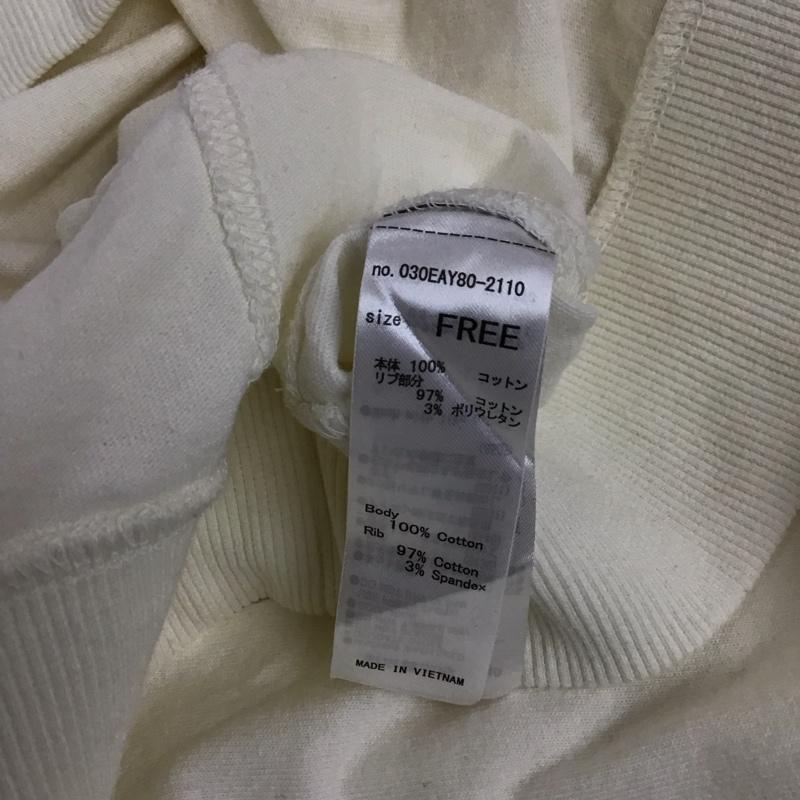 no. 030EAY80-2110
size FREE
本体 100% コットン
リブ部分
97% コットン
3% ポリウレタン
Body
100% Cotton
Rib
97% Cotton
3% Spandex
MADE IN VIETNAM